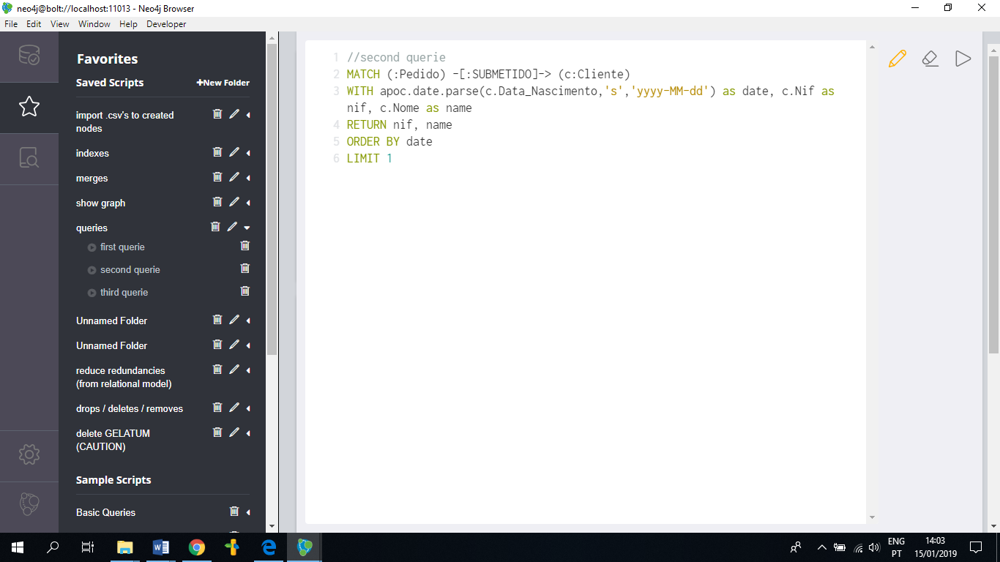 neo4j@bolt://localhost:11013 - Neo4j Browser
File Edit View Window Help Developer
Favorites
Saved Scripts +New Folder
import .csv's to created
nodes
indexes
merges
show graph
queries
first querie
second querie
third querie
Unnamed Folder
Unnamed Folder
reduce redundancies
(from relational model)
drops / deletes / removes
delete GELATUM
(CAUTION)
Sample Scripts
Basic Queries
1 //second querie
2 MATCH (:Pedido) -[:SUBMETIDO]-> (c:Cliente)
3 WITH apoc.date.parse(c.Data_Nascimento,'s','yyyy-MM-dd') as date, c.Nif as
nif, c.Nome as name
4 RETURN nif, name
5 ORDER BY date
6 LIMIT 1
ENG 14:03
PT 15/01/2019